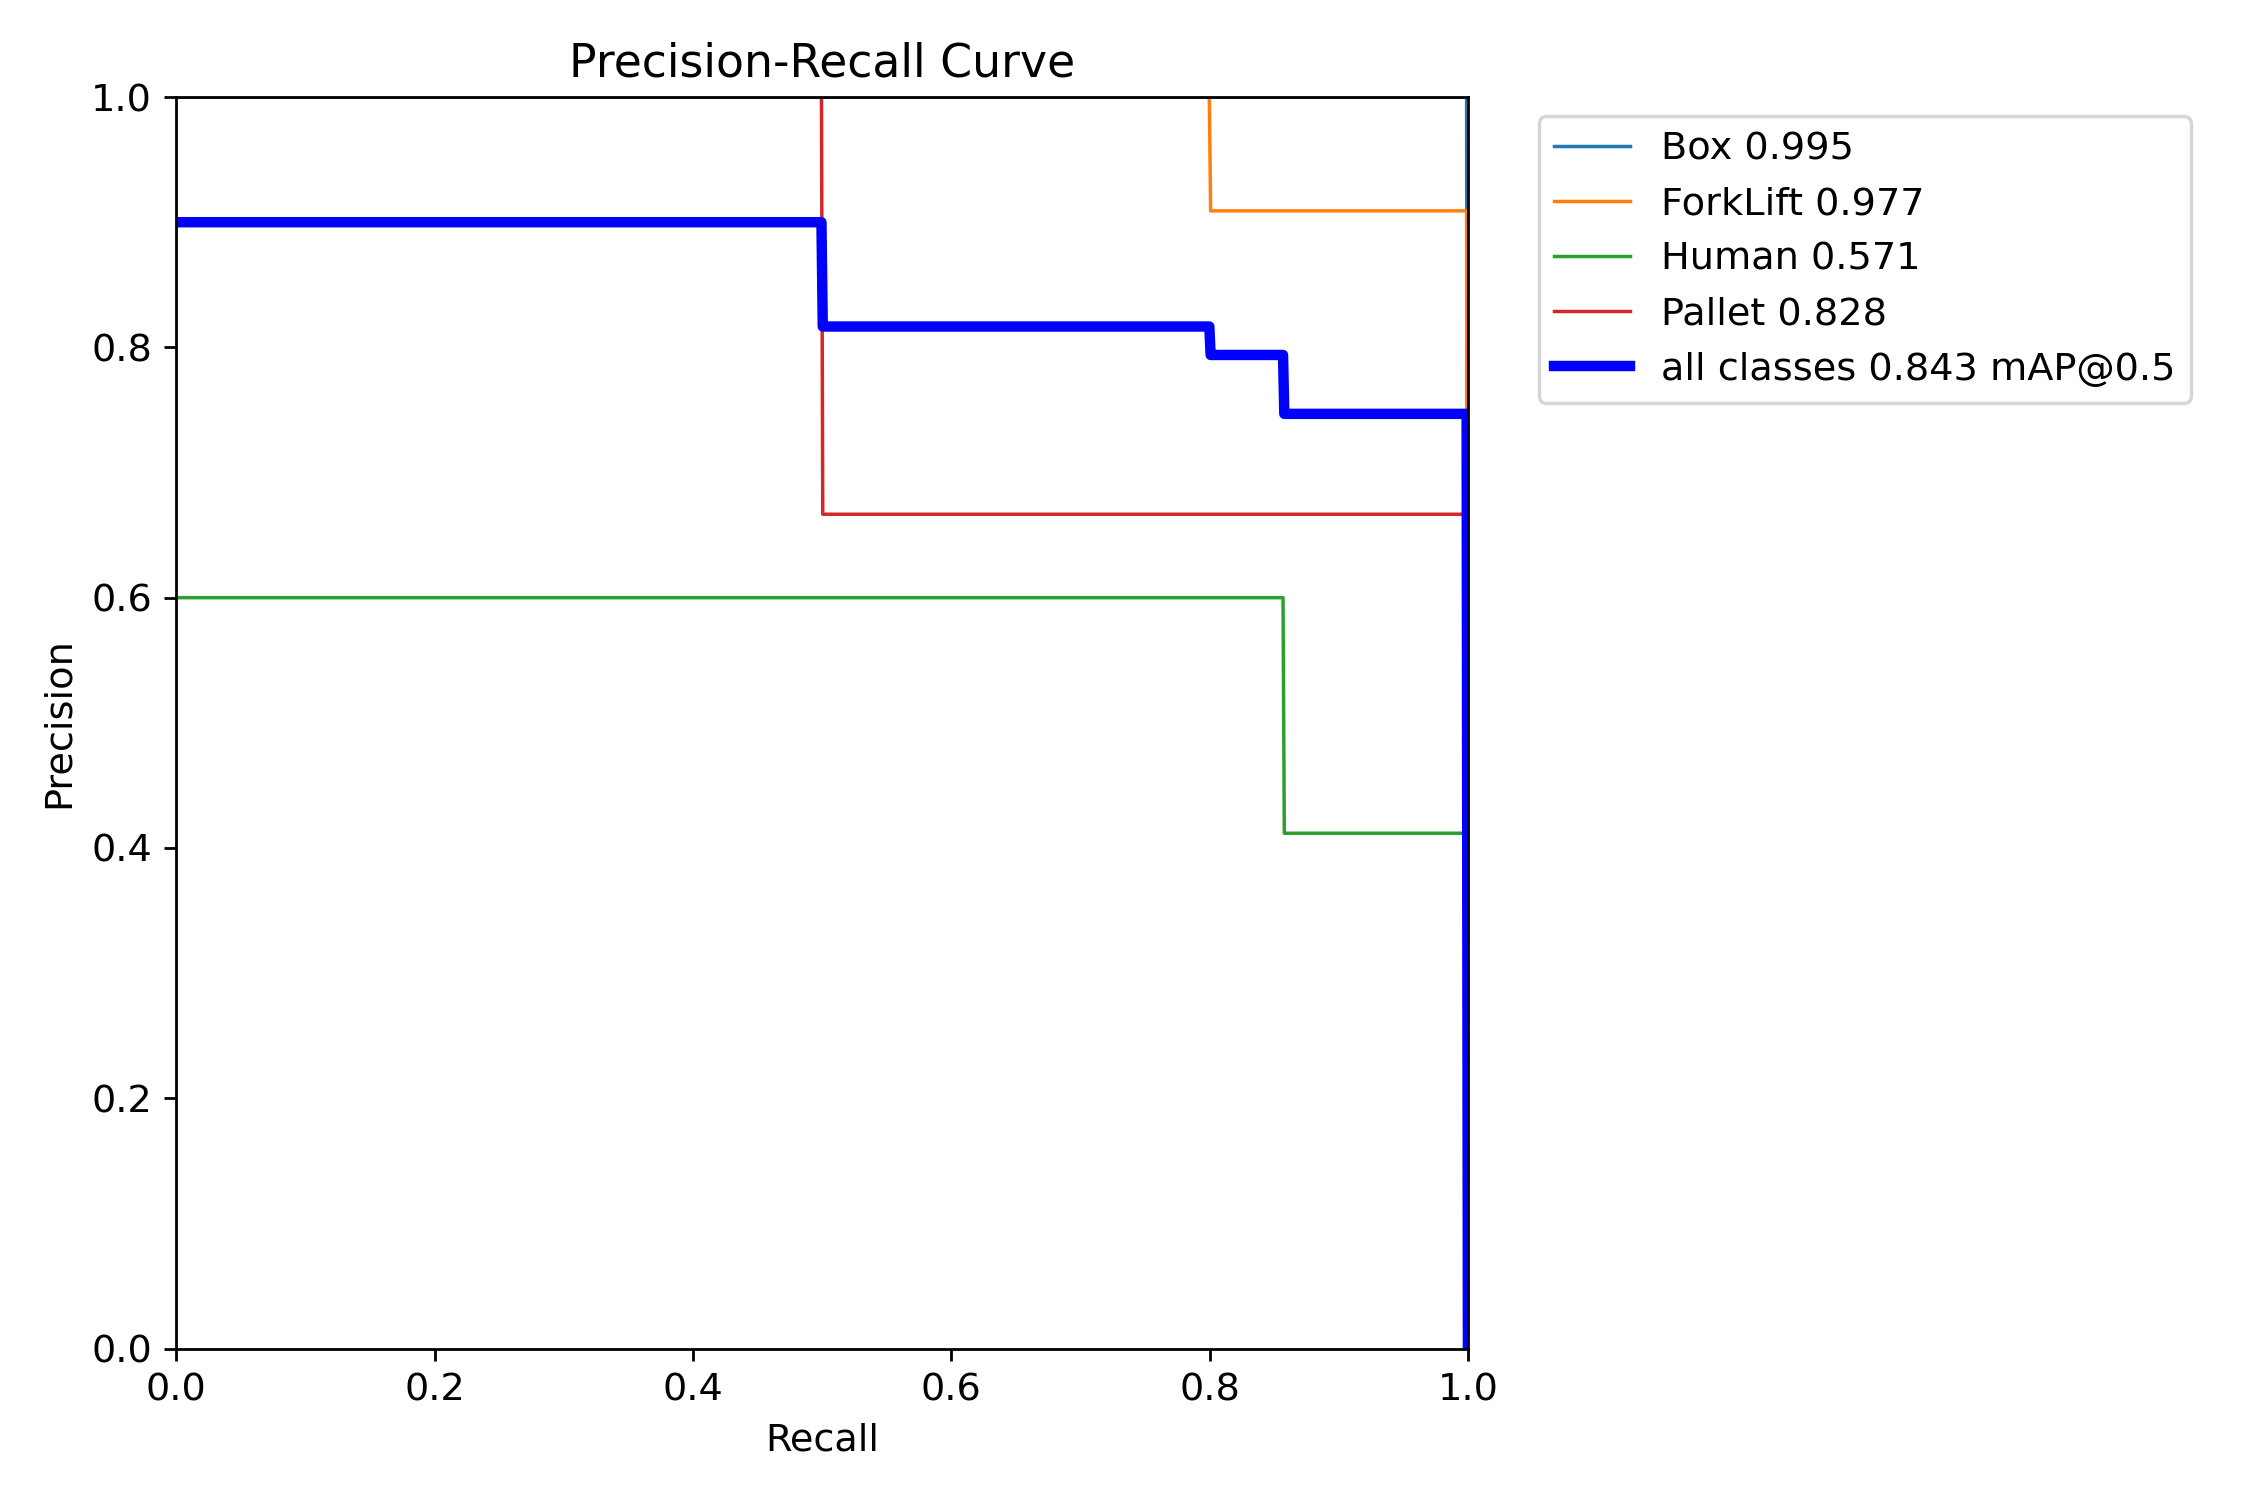 Precision-Recall Curve
1.0
0.8
0.6
0.4
0.2
0.0
Precision
0.0 0.2 0.4 0.6 0.8 1.0
Recall
Box 0.995
ForkLift 0.977
Human 0.571
Pallet 0.828
all classes 0.843 mAP@0.5